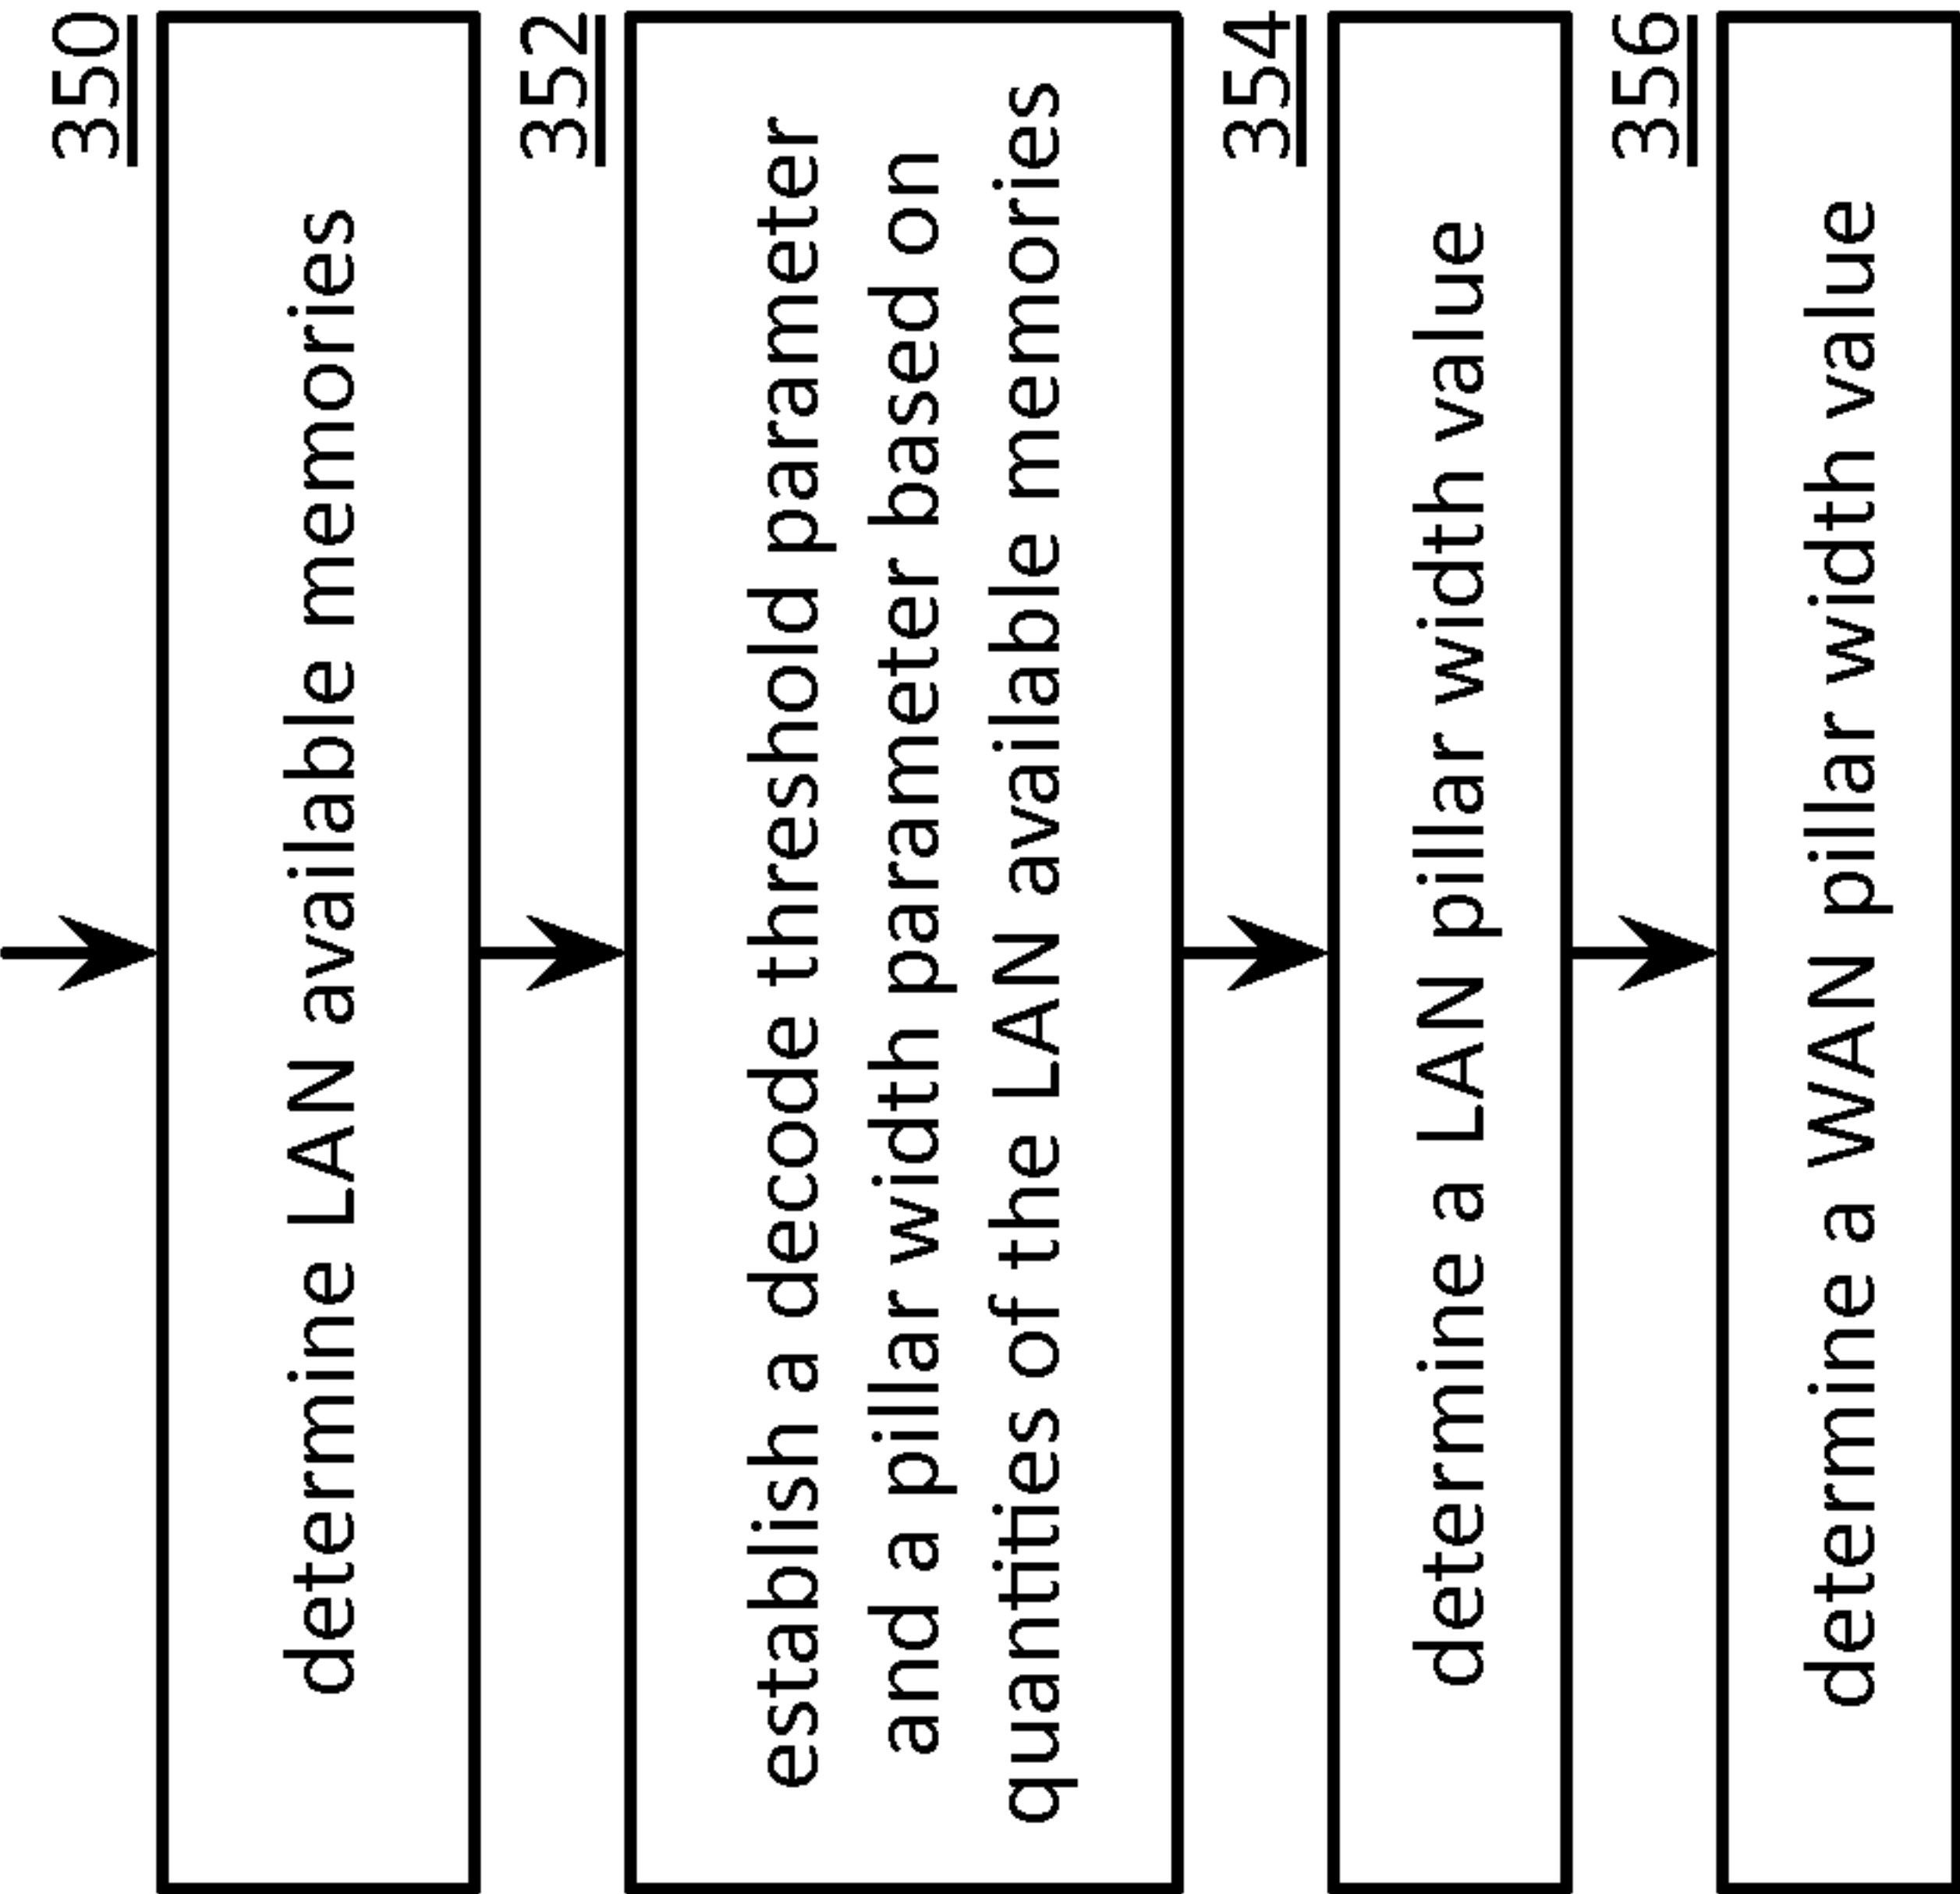 350
determine LAN available memories
352
establish a decode threshold parameter
and a pillar width parameter based on
quantities of the LAN available memories
354
determine a LAN pillar width value
356
determine a WAN pillar width value